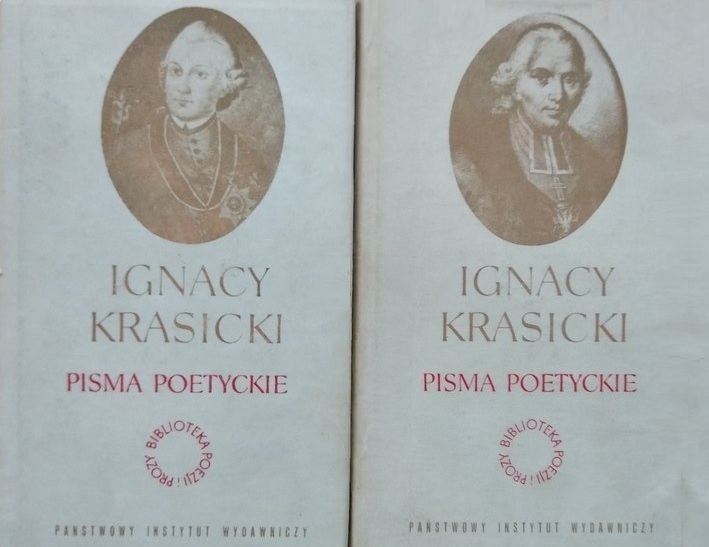 IGNACY
KRASICKI
PISMA POETYCKIE
BIBLIOTEKA POEZJI i PROZY
PAŃSTWOWY INSTYTUT WYDAWNICZY
IGNACY
KRASICKI
PISMA POETYCKIE
BIBLIOTEKA POEZJI i PROZY
PAŃSTWOWY INSTYTUT WYDAWNICZY